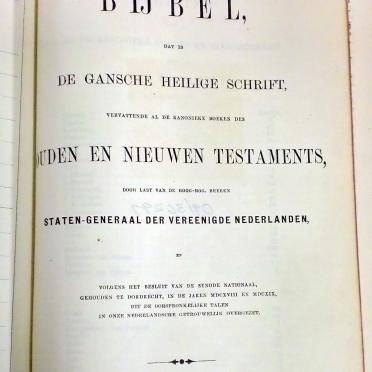 BIJBEL,
DAT IS
DE GANSCHE HEILIGE SCHRIFT,
VERVATTENDE AL DE KANONIEKE BOEKEN DES
OUDEN EN NIEUWEN TESTAMENTS,
DOOR LAST VAN DE HOOG-MOG. HEEREN
STATEN-GENERAAL DER VEREENIGDE NEDERLANDEN,
EN
VOLGENS HET BESLUIT VAN DE SYNODE NATIONAAL,
GEHOUDEN TE DORDRECHT, IN DE JAREN MDCXVIII EN MDCXIX,
UIT DE OORSPRONKELIJKE TALEN
IN ONZE NEDERLANDSCHE GETROUWELIJK OVERGEZET.